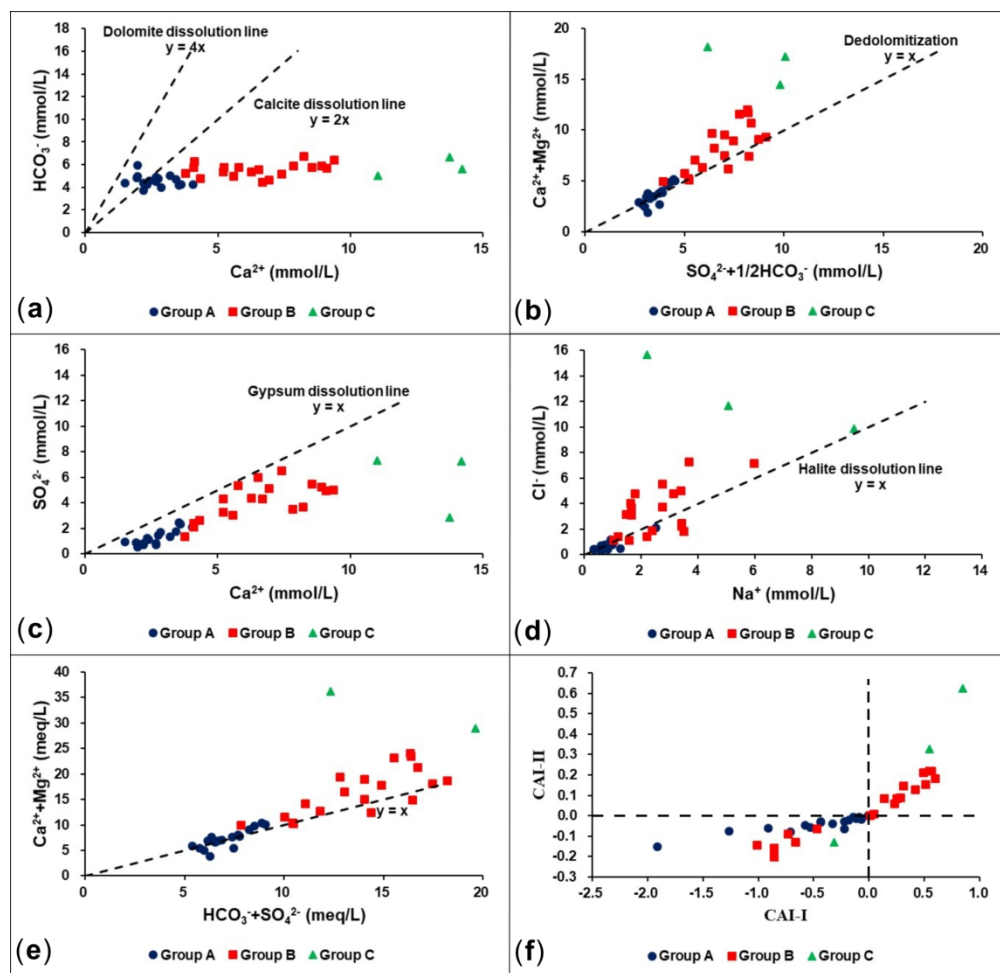 18
16
14
12
10
8
6
4
2
0
HCO₃⁻ (mmol/L)
Dolomite dissolution line
y = 4x
Calcite dissolution line
y = 2x
0 5 10 15
Ca²⁺ (mmol/L)
(a)
Group A Group B Group C
20
15
10
5
0
Ca²⁺+Mg²⁺ (mmol/L)
Dedolomitization
y = x
0 5 10 15 20
SO₄²⁻+1/2HCO₃⁻ (mmol/L)
(b)
Group A Group B Group C
16
14
12
10
8
6
4
2
0
SO₄²⁻ (mmol/L)
Gypsum dissolution line
y = x
0 5 10 15
Ca²⁺ (mmol/L)
(c)
Group A Group B Group C
16
14
12
10
8
6
4
2
0
Cl⁻ (mmol/L)
Halite dissolution line
y = x
0 2 4 6 8 10 12 14
Na⁺ (mmol/L)
(d)
Group A Group B Group C
40
35
30
25
20
15
10
5
0
Ca²⁺+Mg²⁺ (meq/L)
y = x
0 5 10 15 20
HCO₃⁻+SO₄²⁻ (meq/L)
(e)
Group A Group B Group C
0.7
0.6
0.5
0.4
0.3
0.2
0.1
0.0
-0.1
-0.2
-0.3
CAI-II
-2.5 -2.0 -1.5 -1.0 -0.5 0.0 0.5 1.0
CAI-I
(f)
Group A Group B Group C